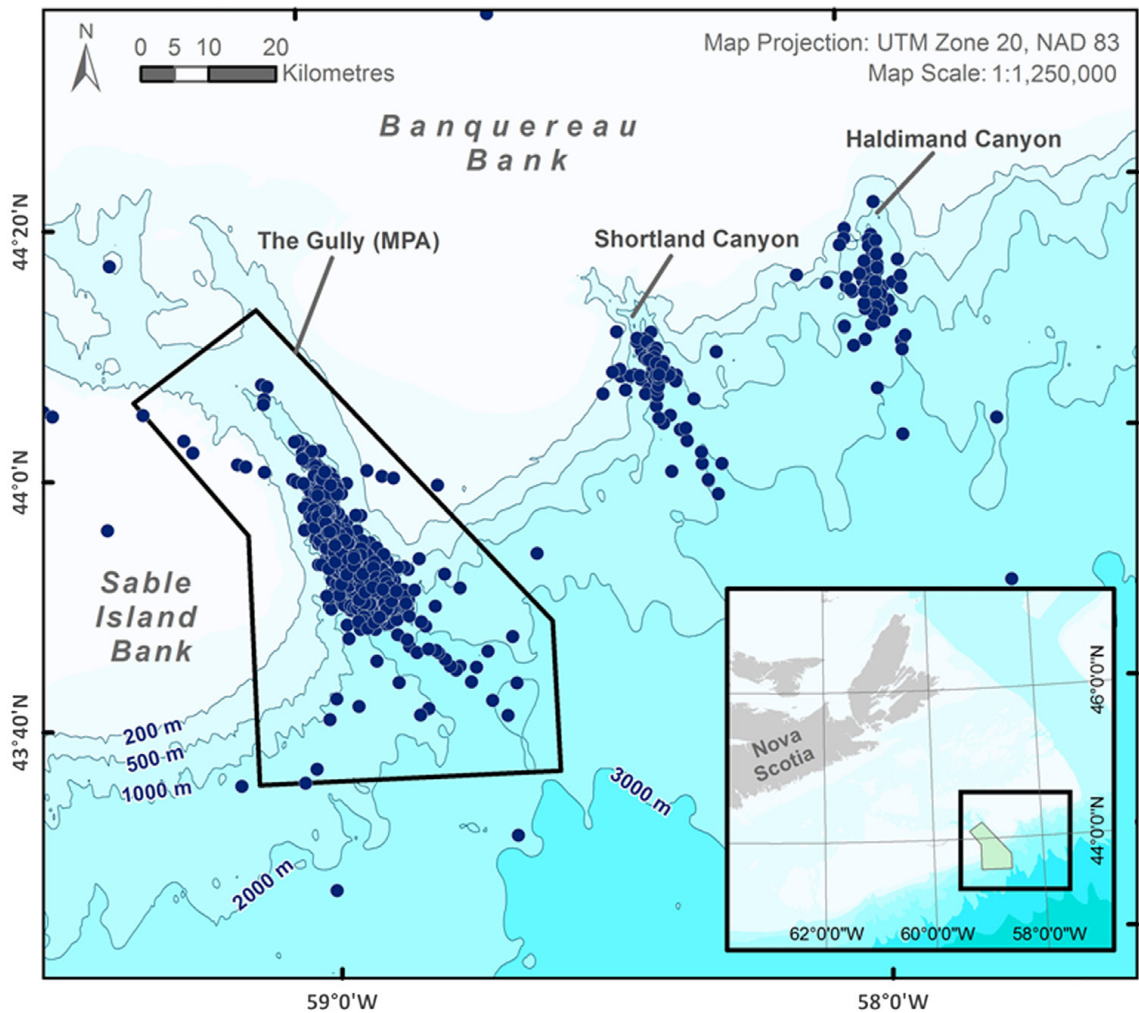 N
0 5 10 20
Kilometres
Map Projection: UTM Zone 20, NAD 83
Map Scale: 1:1,250,000
Banquereau
Bank
Haldimand Canyon
The Gully (MPA)
Shortland Canyon
44°20'N
44°0'N
43°40'N
Sable
Island
Bank
200 m
500 m
1000 m
2000 m
3000 m
Nova
Scotia
46°0'0"N
44°0'0"N
62°0'0"W 60°0'0"W 58°0'0"W
59°0'W
58°0'W